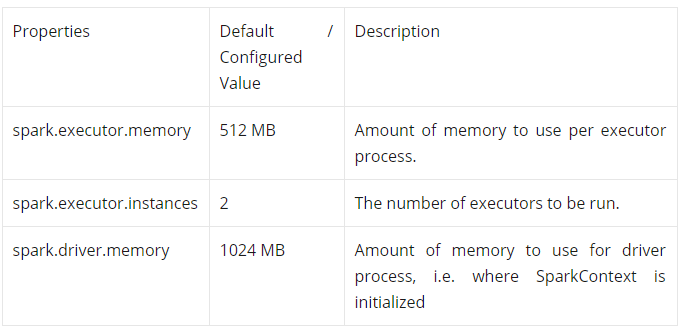 Properties
Default /
Configured
Value
Description
spark.executor.memory
512 MB
Amount of memory to use per executor
process.
spark.executor.instances
2
The number of executors to be run.
spark.driver.memory
1024 MB
Amount of memory to use for driver
process, i.e. where SparkContext is
initialized